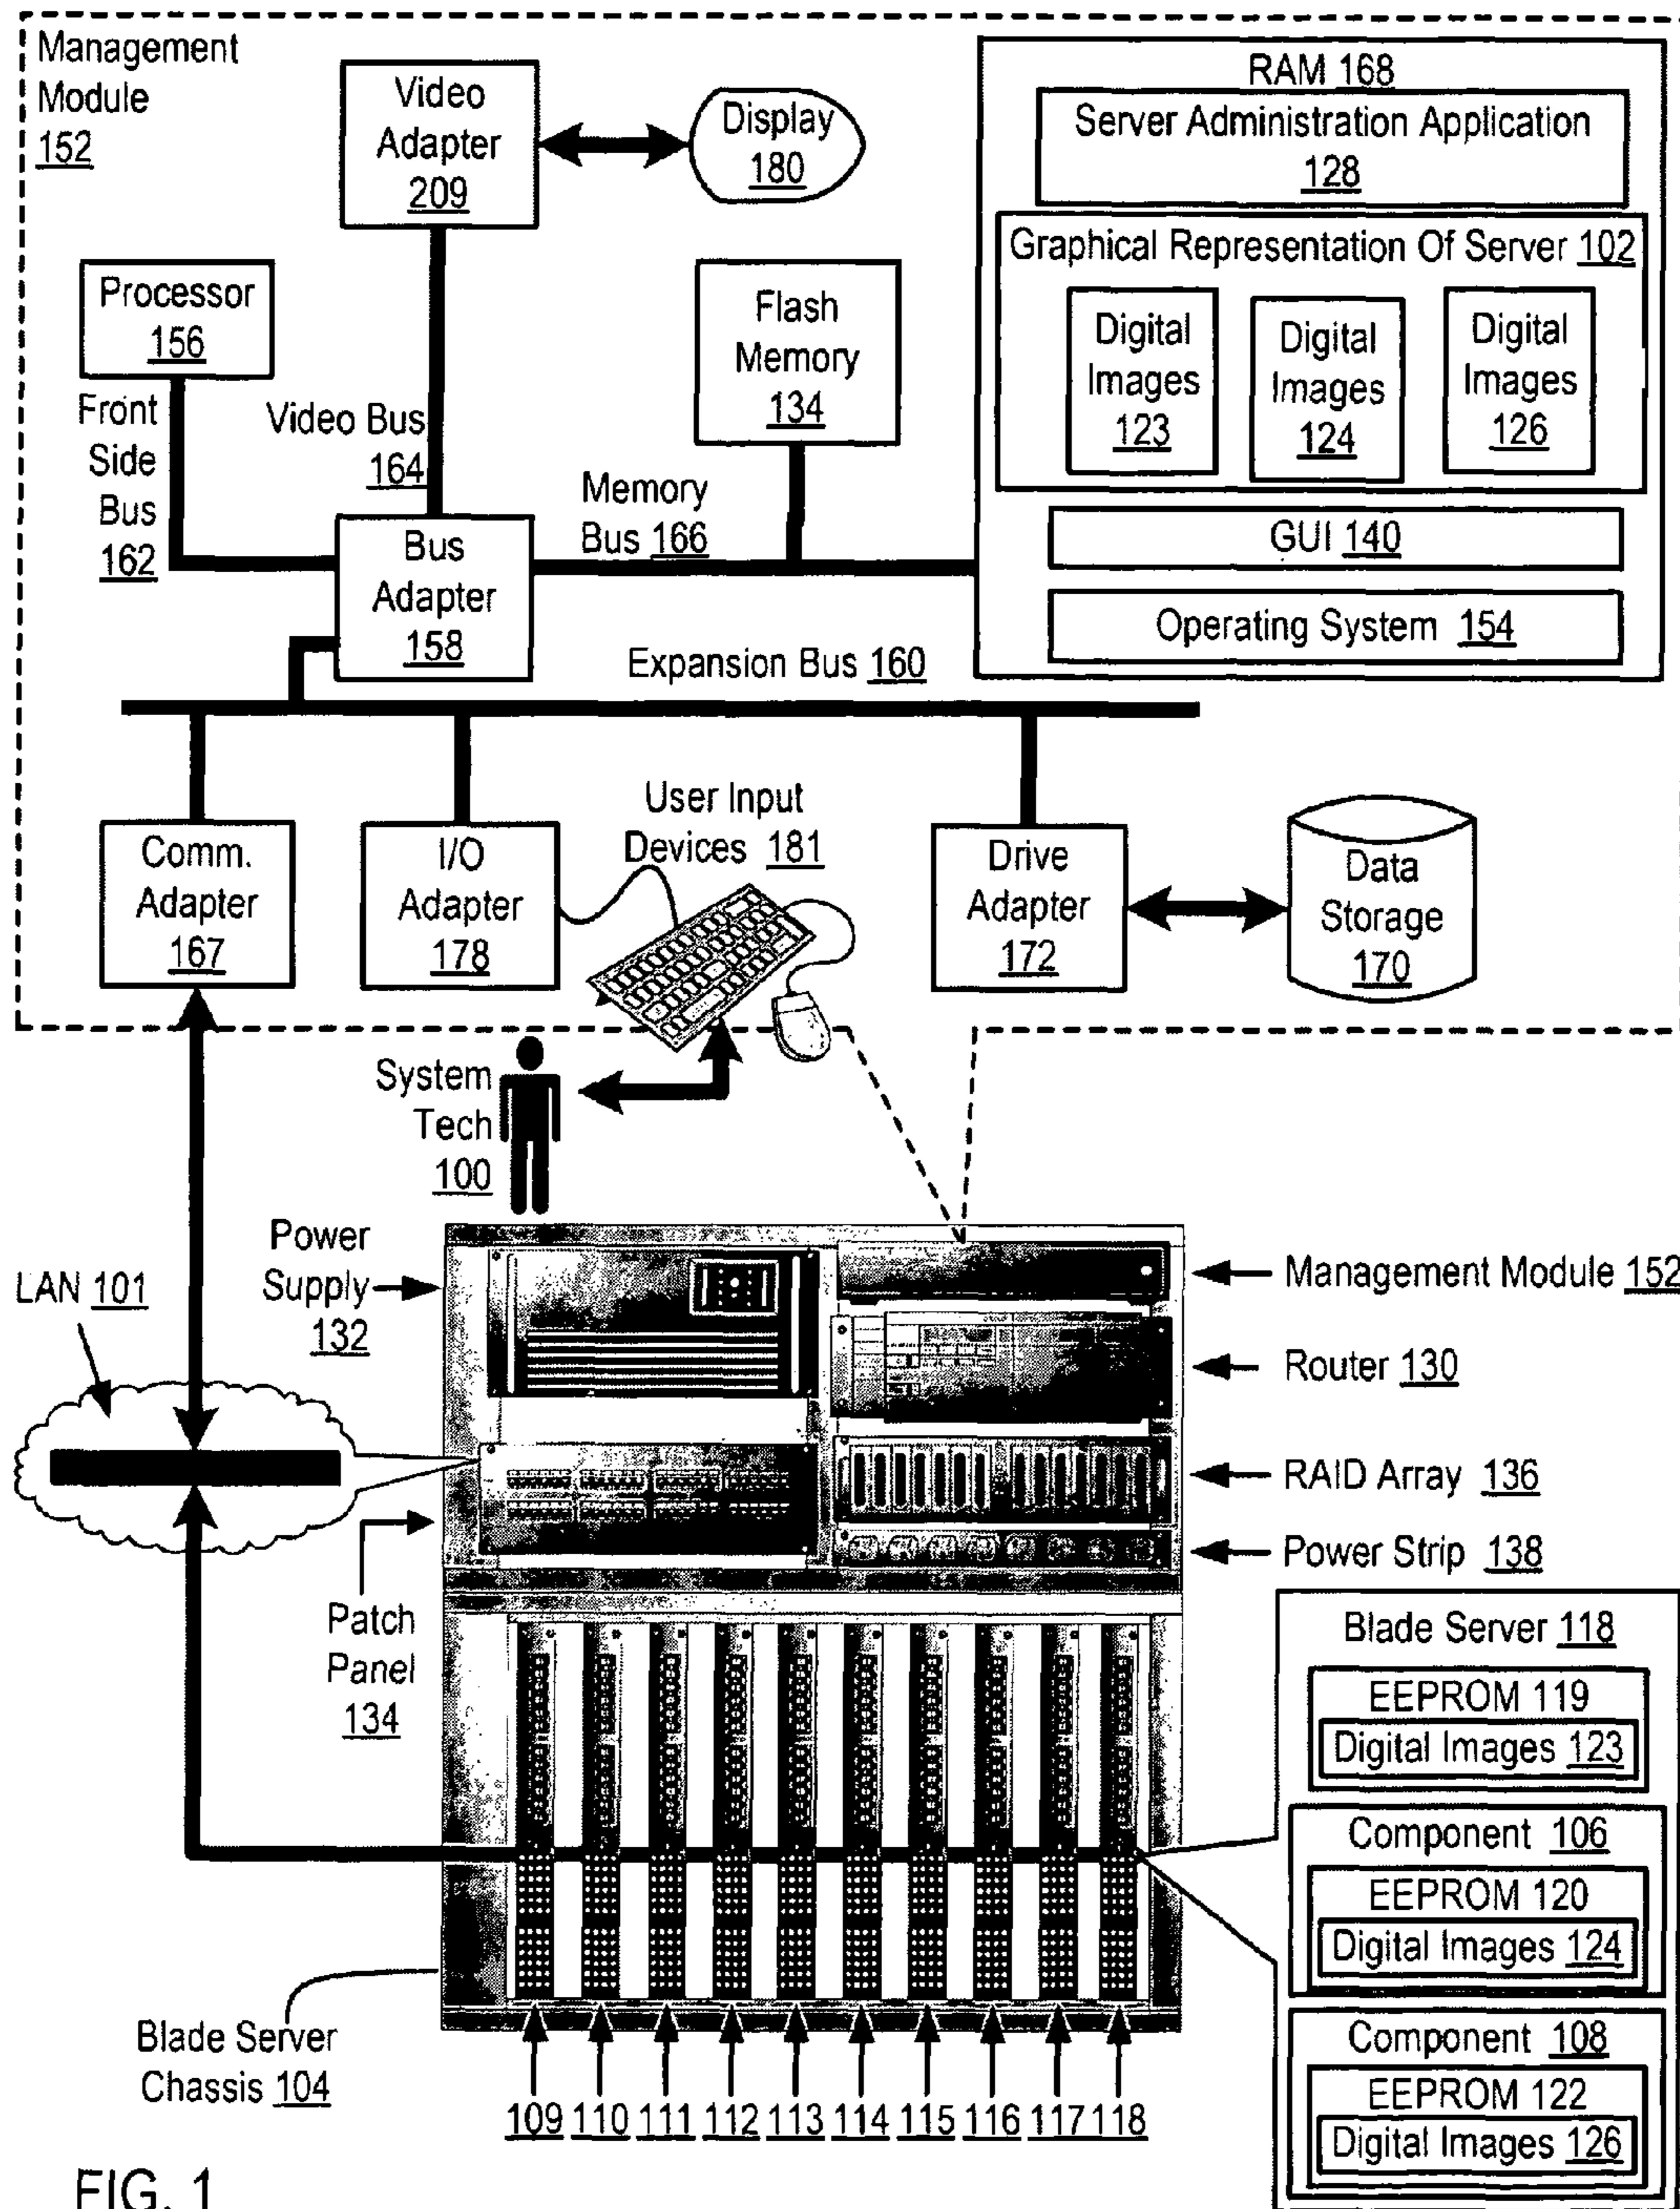 Management
Module
152
Video
Adapter
209
Display
180
RAM 168
Server Administration Application
128
Graphical Representation Of Server 102
Digital
Images
123
Digital
Images
124
Digital
Images
126
GUI 140
Operating System 154
Processor
156
Flash
Memory
134
Front
Side
Bus
162
Video Bus
164
Memory
Bus 166
Bus
Adapter
158
Expansion Bus 160
Comm.
Adapter
167
I/O
Adapter
178
User Input
Devices 181
Drive
Adapter
172
Data
Storage
170
System
Tech
100
Power
Supply
132
LAN 101
Management Module 152
Router 130
RAID Array 136
Power Strip 138
Patch
Panel
134
Blade Server 118
EEPROM 119
Digital Images 123
Component 106
EEPROM 120
Digital Images 124
Component 108
EEPROM 122
Digital Images 126
Blade Server
Chassis 104
109 110 111 112 113 114 115 116 117 118
FIG. 1